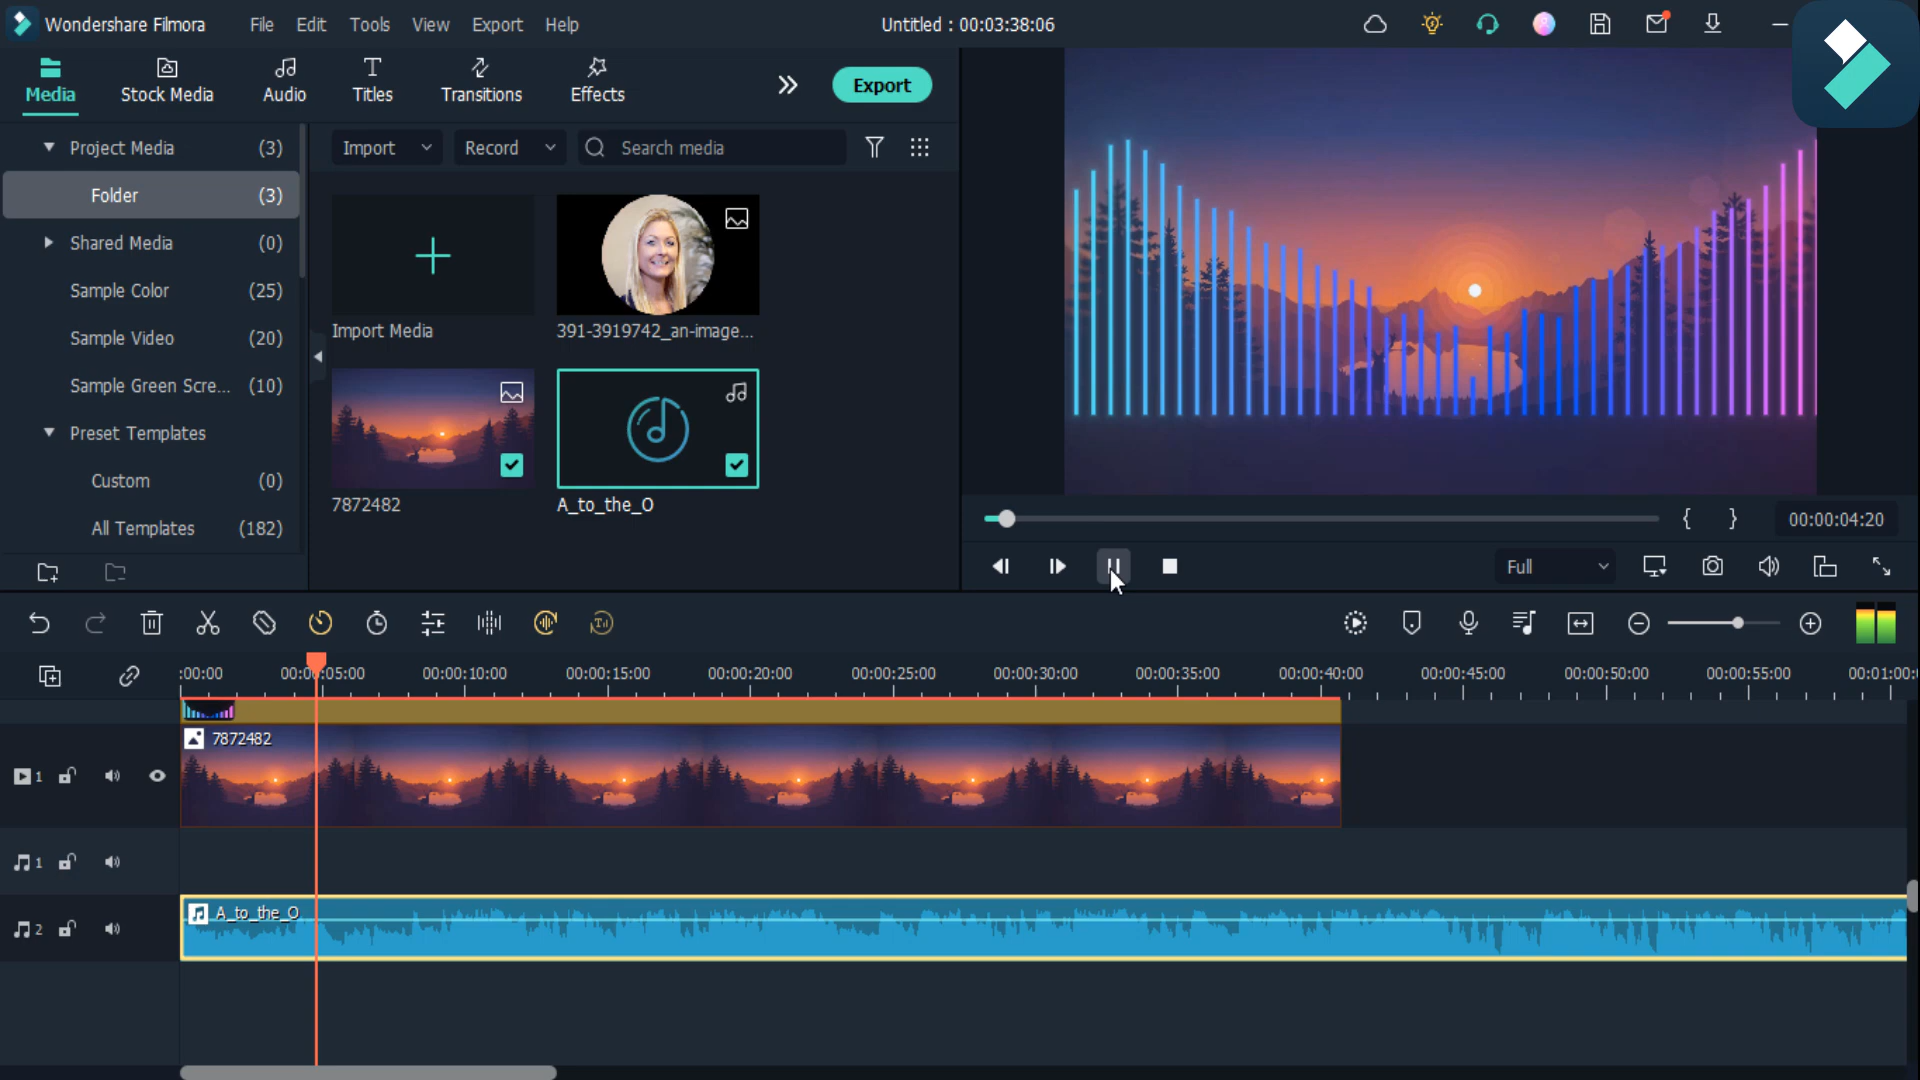 Wondershare Filmora File Edit Tools View Export Help Untitled : 00:03:38:06
Media Stock Media Audio Titles Transitions Effects Export
Project Media (3) Import Record Search media
Folder (3)
Shared Media (0)
Sample Color (25)
Sample Video (20) Import Media 391-3919742_an-image...
Sample Green Scre... (10)
Preset Templates
Custom (0) 7872482 A_to_the_O
All Templates (182)
{ } 00:00:04:20
Full
:00:00 00:00:05:00 00:00:10:00 00:00:15:00 00:00:20:00 00:00:25:00 00:00:30:00 00:00:35:00 00:00:40:00 00:00:45:00 00:00:50:00 00:00:55:00 00:01:00:
7872482
1
1
A_to_the_O
2